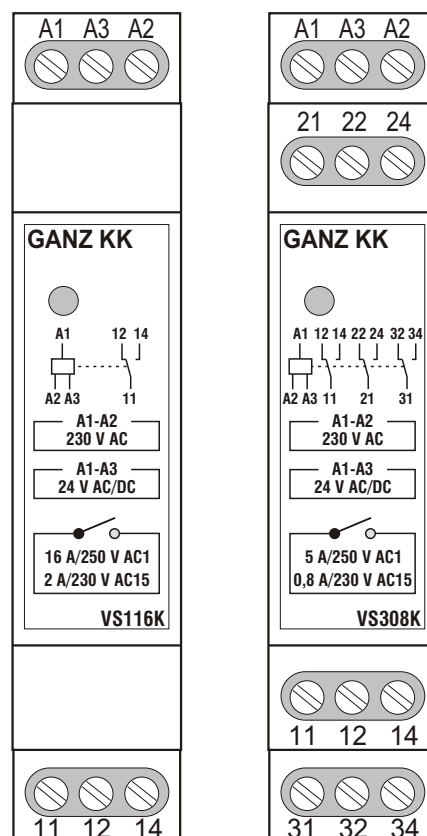 A1 A3 A2
GANZ KK
A1 12 14
A2 A3 11
A1-A2
230 V AC
A1-A3
24 V AC/DC
16 A/250 V AC1
2 A/230 V AC15
VS116K
11 12 14
A1 A3 A2
21 22 24
GANZ KK
A1 12 14 22 24 32 34
A2 A3 11 21 31
A1-A2
230 V AC
A1-A3
24 V AC/DC
5 A/250 V AC1
0,8 A/230 V AC15
VS308K
11 12 14
31 32 34